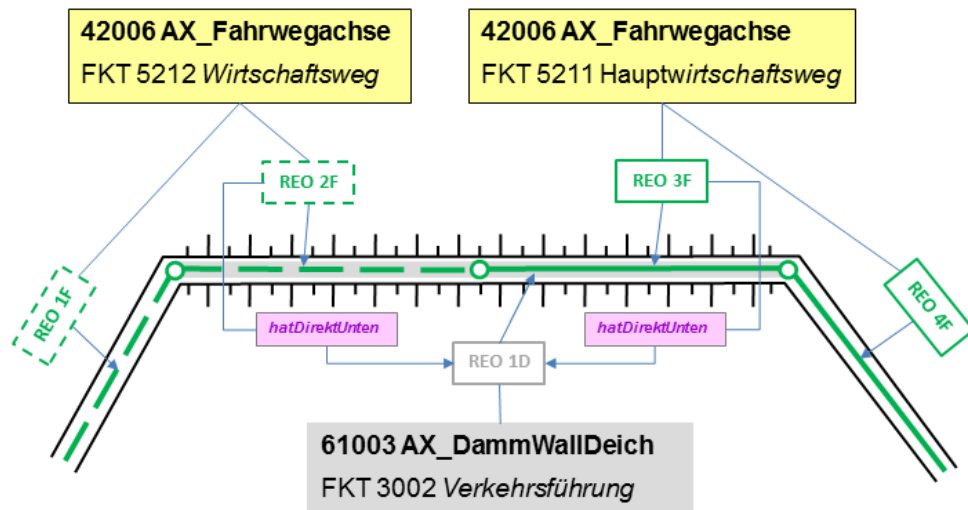 42006 AX_Fahrwegachse
FKT 5212 Wirtschaftsweg
42006 AX_Fahrwegachse
FKT 5211 Hauptwirtschaftsweg
REO 2F
REO 3F
REO 1F
REO 4F
hatDirektUnten
hatDirektUnten
REO 1D
61003 AX_DammWallDeich
FKT 3002 Verkehrsführung